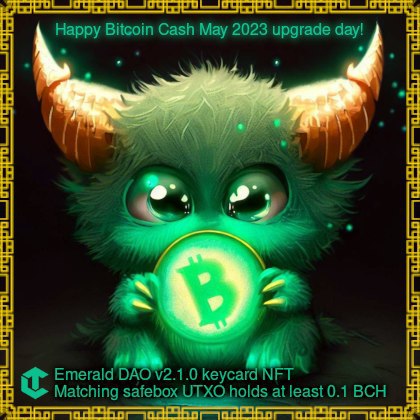 Happy Bitcoin Cash May 2023 upgrade day!
Emerald DAO v2.1.0 keycard NFT
Matching safebox UTXO holds at least 0.1 BCH